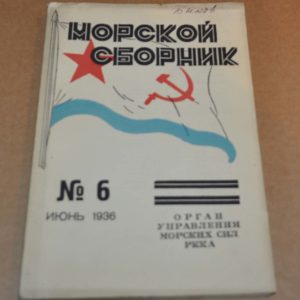 МОРСКОЙ
СБОРНИК
№ 6
ИЮНЬ 1936
ОРГАН
УПРАВЛЕНИЯ
МОРСКИХ СИЛ
РККА